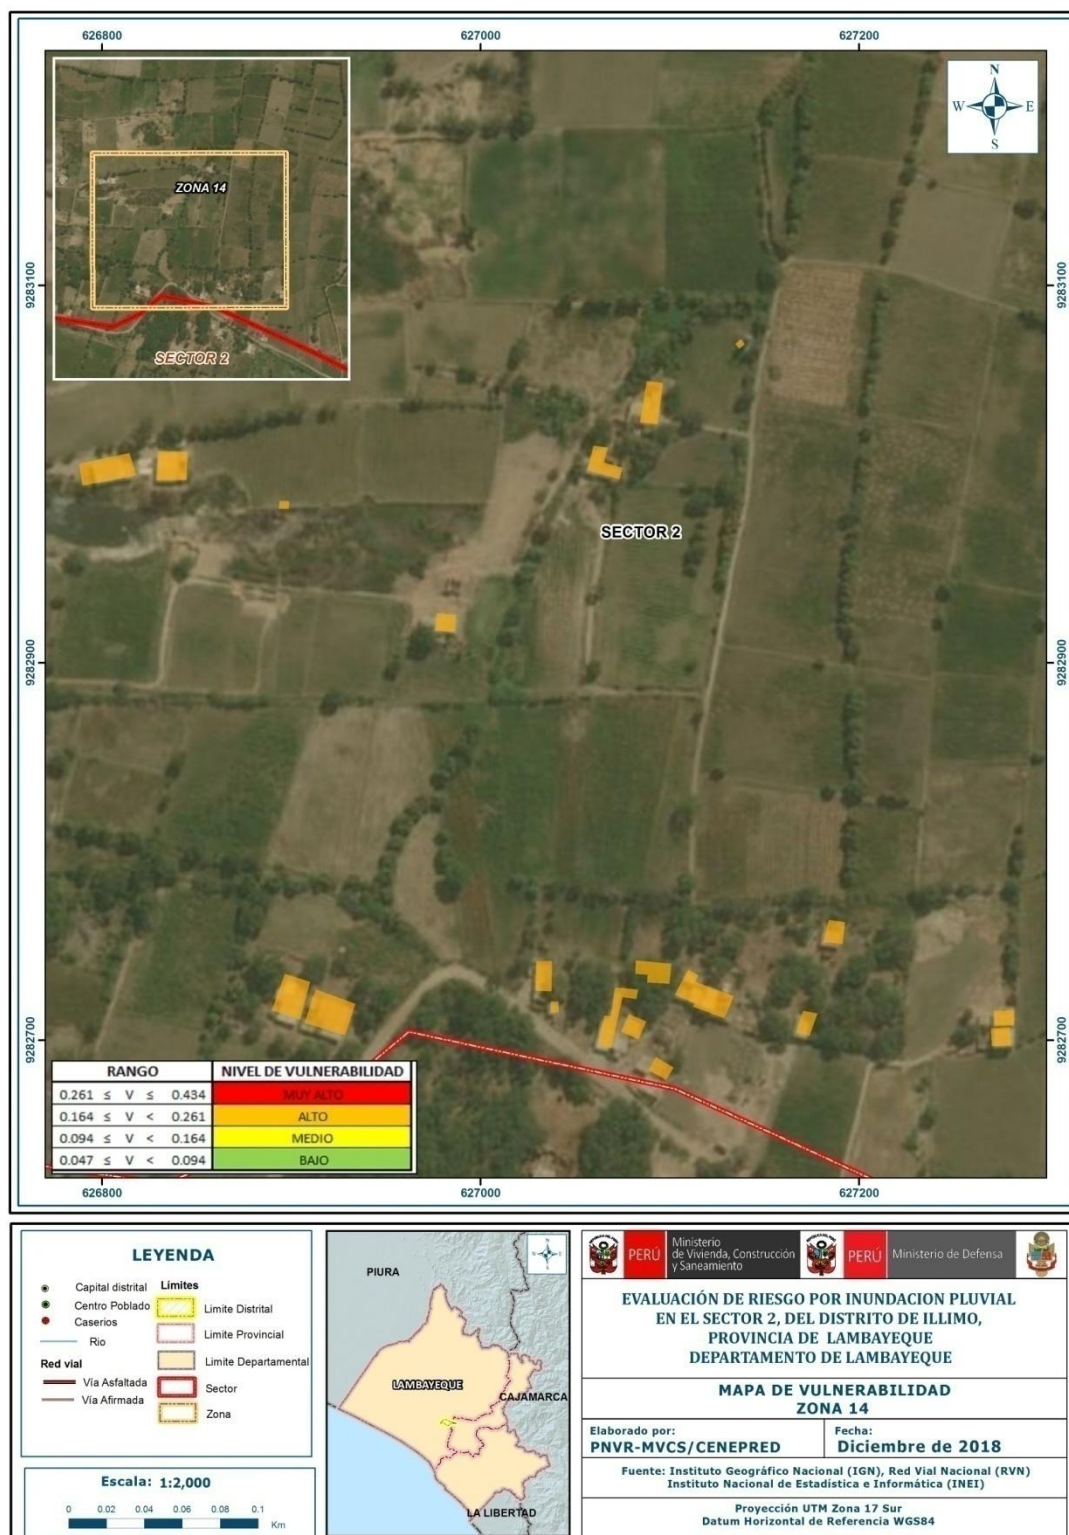 626800
627000
627200
N
W
E
S
ZONA 14
SECTOR 2
9283100
9283100
SECTOR 2
9282900
9282900
9282700
9282700
RANGO NIVEL DE VULNERABILIDAD
0.261 ≤ V ≤ 0.434 MUY ALTO
0.164 ≤ V < 0.261 ALTO
0.094 ≤ V < 0.164 MEDIO
0.047 ≤ V < 0.094 BAJO
626800
627000
627200
LEYENDA
Capital distrital
Centro Poblado
Caserios
Rio
Red vial
Vía Asfaltada
Vía Afirmada
Límites
Limite Distrital
Limite Provincial
Limite Departamental
Sector
Zona
Escala: 1:2,000
0 0.02 0.04 0.06 0.08 0.1
Km
PIURA
LAMBAYEQUE
CAJAMARCA
LA LIBERTAD
PERÚ
Ministerio
de Vivienda, Construcción
y Saneamiento
PERÚ
Ministerio de Defensa
EVALUACIÓN DE RIESGO POR INUNDACION PLUVIAL
EN EL SECTOR 2, DEL DISTRITO DE ILLIMO,
PROVINCIA DE LAMBAYEQUE
DEPARTAMENTO DE LAMBAYEQUE
MAPA DE VULNERABILIDAD
ZONA 14
Elaborado por:
PNVR-MVCS/CENEPRED
Fecha:
Diciembre de 2018
Fuente: Instituto Geográfico Nacional (IGN), Red Vial Nacional (RVN)
Instituto Nacional de Estadística e Informática (INEI)
Proyección UTM Zona 17 Sur
Datum Horizontal de Referencia WGS84